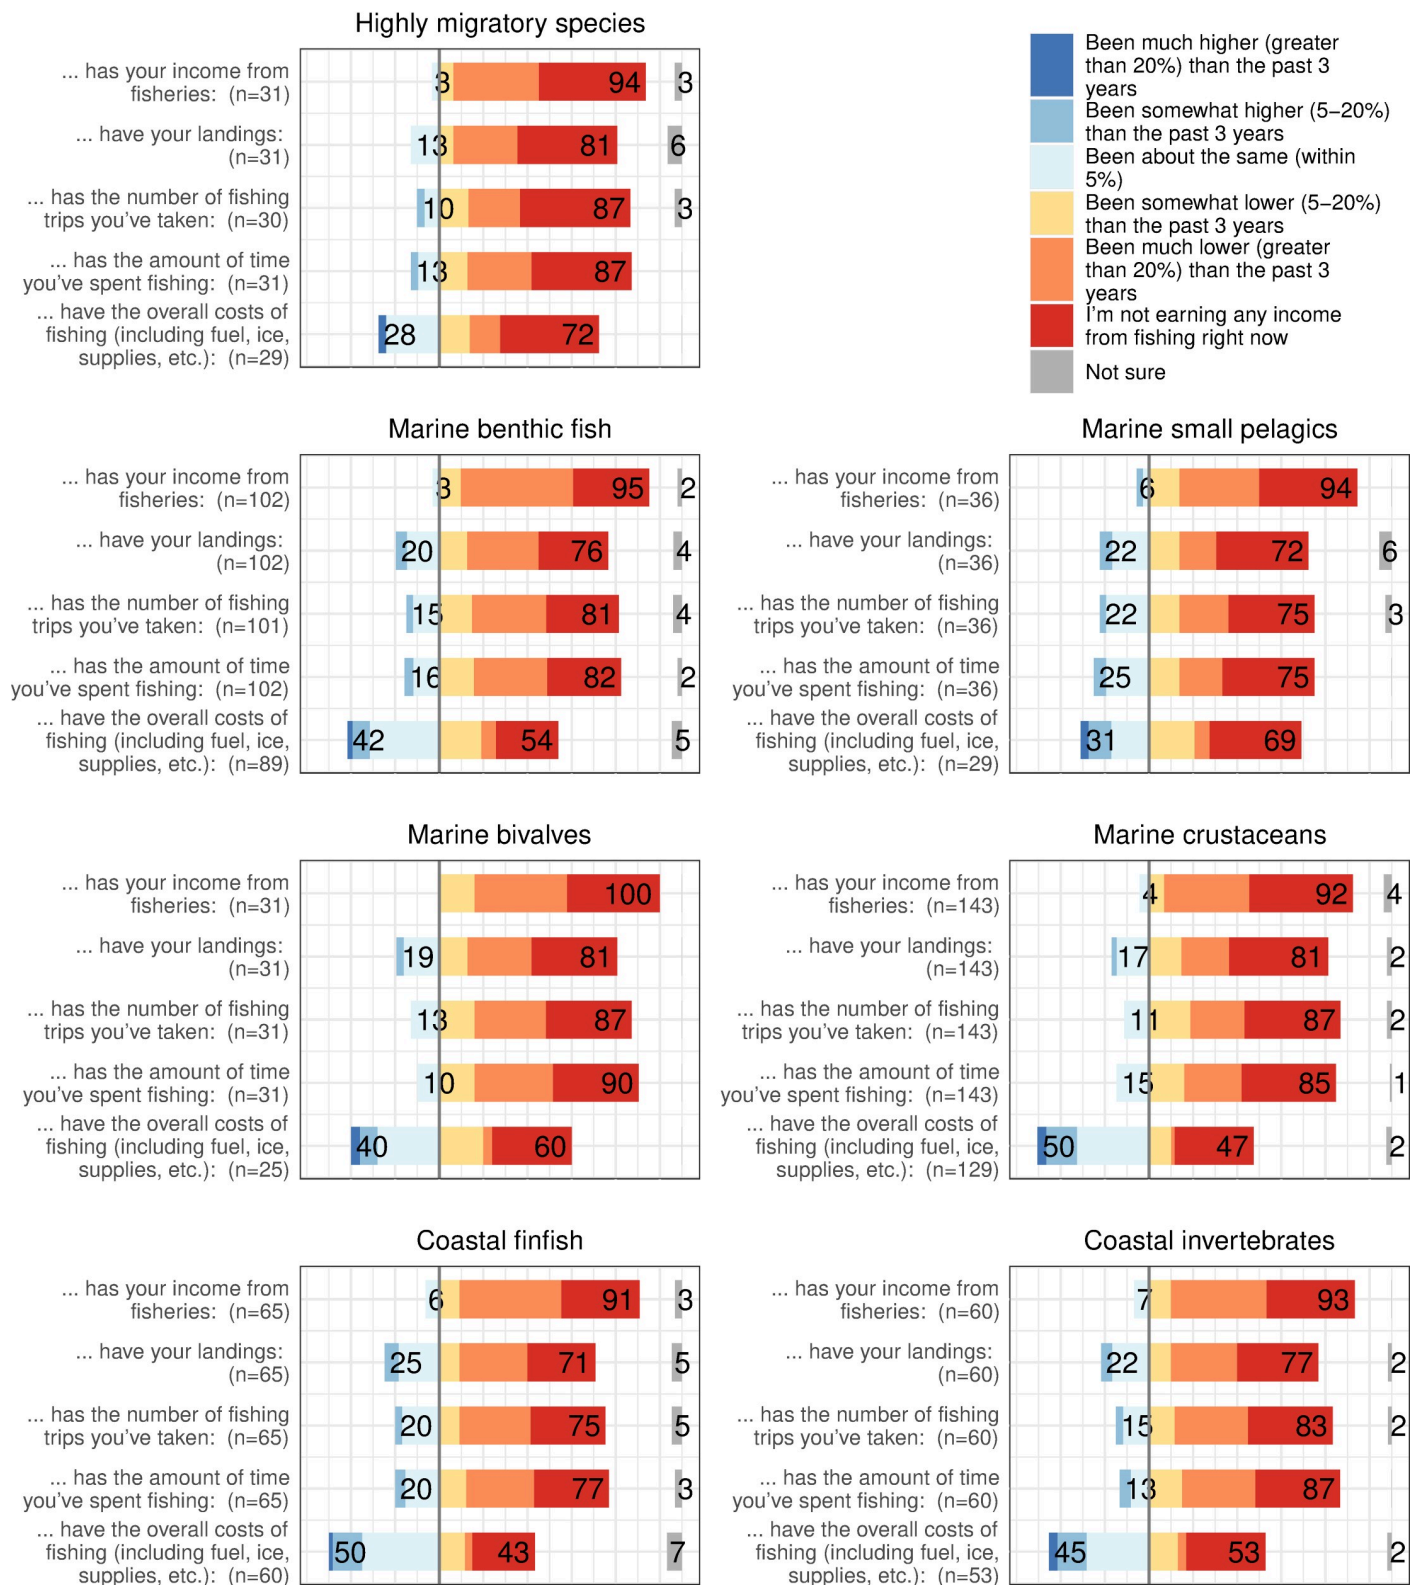 Highly migratory species
... has your income from
fisheries: (n=31)
3
94
3
... have your landings:
(n=31)
13
81
6
... has the number of fishing
trips you've taken: (n=30)
10
87
3
... has the amount of time
you've spent fishing: (n=31)
13
87
... have the overall costs of
fishing (including fuel, ice,
supplies, etc.): (n=29)
28
72
Been much higher (greater
than 20%) than the past 3
years
Been somewhat higher (5−20%)
than the past 3 years
Been about the same (within
5%)
Been somewhat lower (5−20%)
than the past 3 years
Been much lower (greater
than 20%) than the past 3
years
I'm not earning any income
from fishing right now
Not sure
Marine benthic fish
... has your income from
fisheries: (n=102)
3
95
2
... have your landings:
(n=102)
20
76
4
... has the number of fishing
trips you've taken: (n=101)
15
81
4
... has the amount of time
you've spent fishing: (n=102)
16
82
2
... have the overall costs of
fishing (including fuel, ice,
supplies, etc.): (n=89)
42
54
5
Marine small pelagics
... has your income from
fisheries: (n=36)
6
94
... have your landings:
(n=36)
22
72
6
... has the number of fishing
trips you've taken: (n=36)
22
75
3
... has the amount of time
you've spent fishing: (n=36)
25
75
... have the overall costs of
fishing (including fuel, ice,
supplies, etc.): (n=29)
31
69
Marine bivalves
... has your income from
fisheries: (n=31)
100
... have your landings:
(n=31)
19
81
... has the number of fishing
trips you've taken: (n=31)
13
87
... has the amount of time
you've spent fishing: (n=31)
10
90
... have the overall costs of
fishing (including fuel, ice,
supplies, etc.): (n=25)
40
60
Marine crustaceans
... has your income from
fisheries: (n=143)
4
92
4
... have your landings:
(n=143)
17
81
2
... has the number of fishing
trips you've taken: (n=143)
11
87
2
... has the amount of time
you've spent fishing: (n=143)
15
85
1
... have the overall costs of
fishing (including fuel, ice,
supplies, etc.): (n=129)
50
47
2
Coastal finfish
... has your income from
fisheries: (n=65)
6
91
3
... have your landings:
(n=65)
25
71
5
... has the number of fishing
trips you've taken: (n=65)
20
75
5
... has the amount of time
you've spent fishing: (n=65)
20
77
3
... have the overall costs of
fishing (including fuel, ice,
supplies, etc.): (n=60)
50
43
7
Coastal invertebrates
... has your income from
fisheries: (n=60)
7
93
... have your landings:
(n=60)
22
77
2
... has the number of fishing
trips you've taken: (n=60)
15
83
2
... has the amount of time
you've spent fishing: (n=60)
13
87
... have the overall costs of
fishing (including fuel, ice,
supplies, etc.): (n=53)
45
53
2